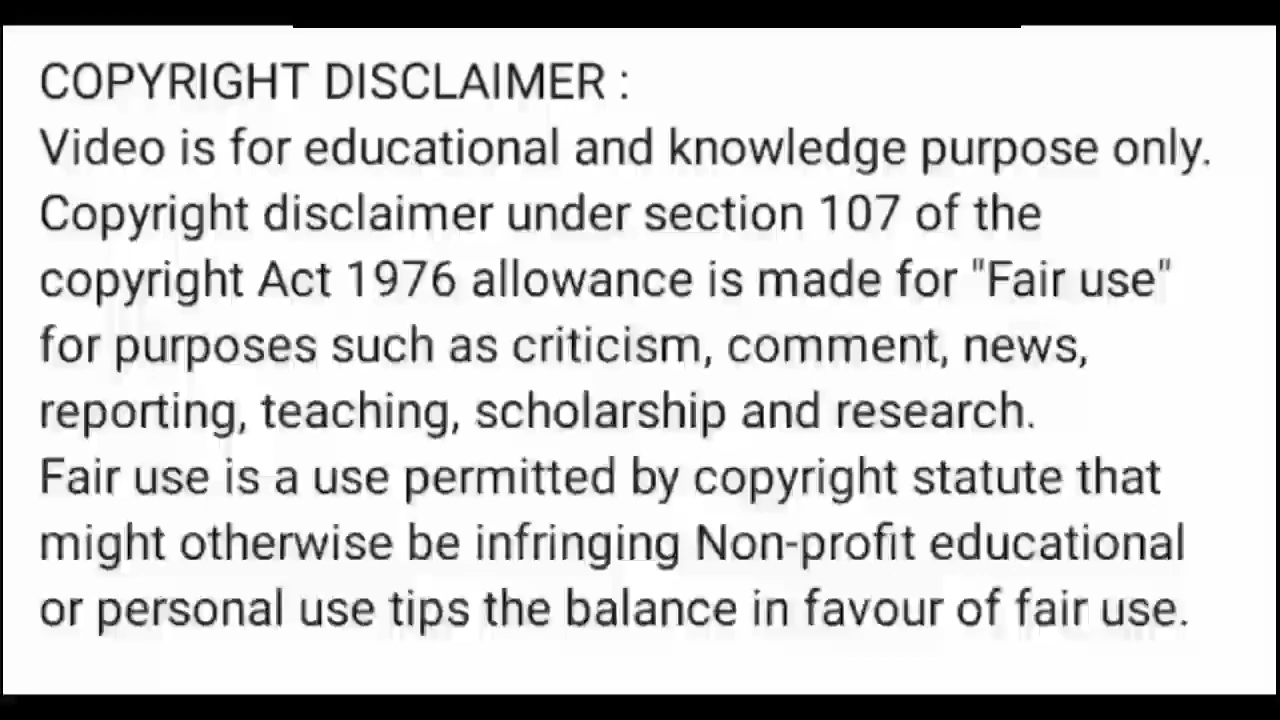 COPYRIGHT DISCLAIMER :
Video is for educational and knowledge purpose only.
Copyright disclaimer under section 107 of the
copyright Act 1976 allowance is made for "Fair use"
for purposes such as criticism, comment, news,
reporting, teaching, scholarship and research.
Fair use is a use permitted by copyright statute that
might otherwise be infringing Non-profit educational
or personal use tips the balance in favour of fair use.